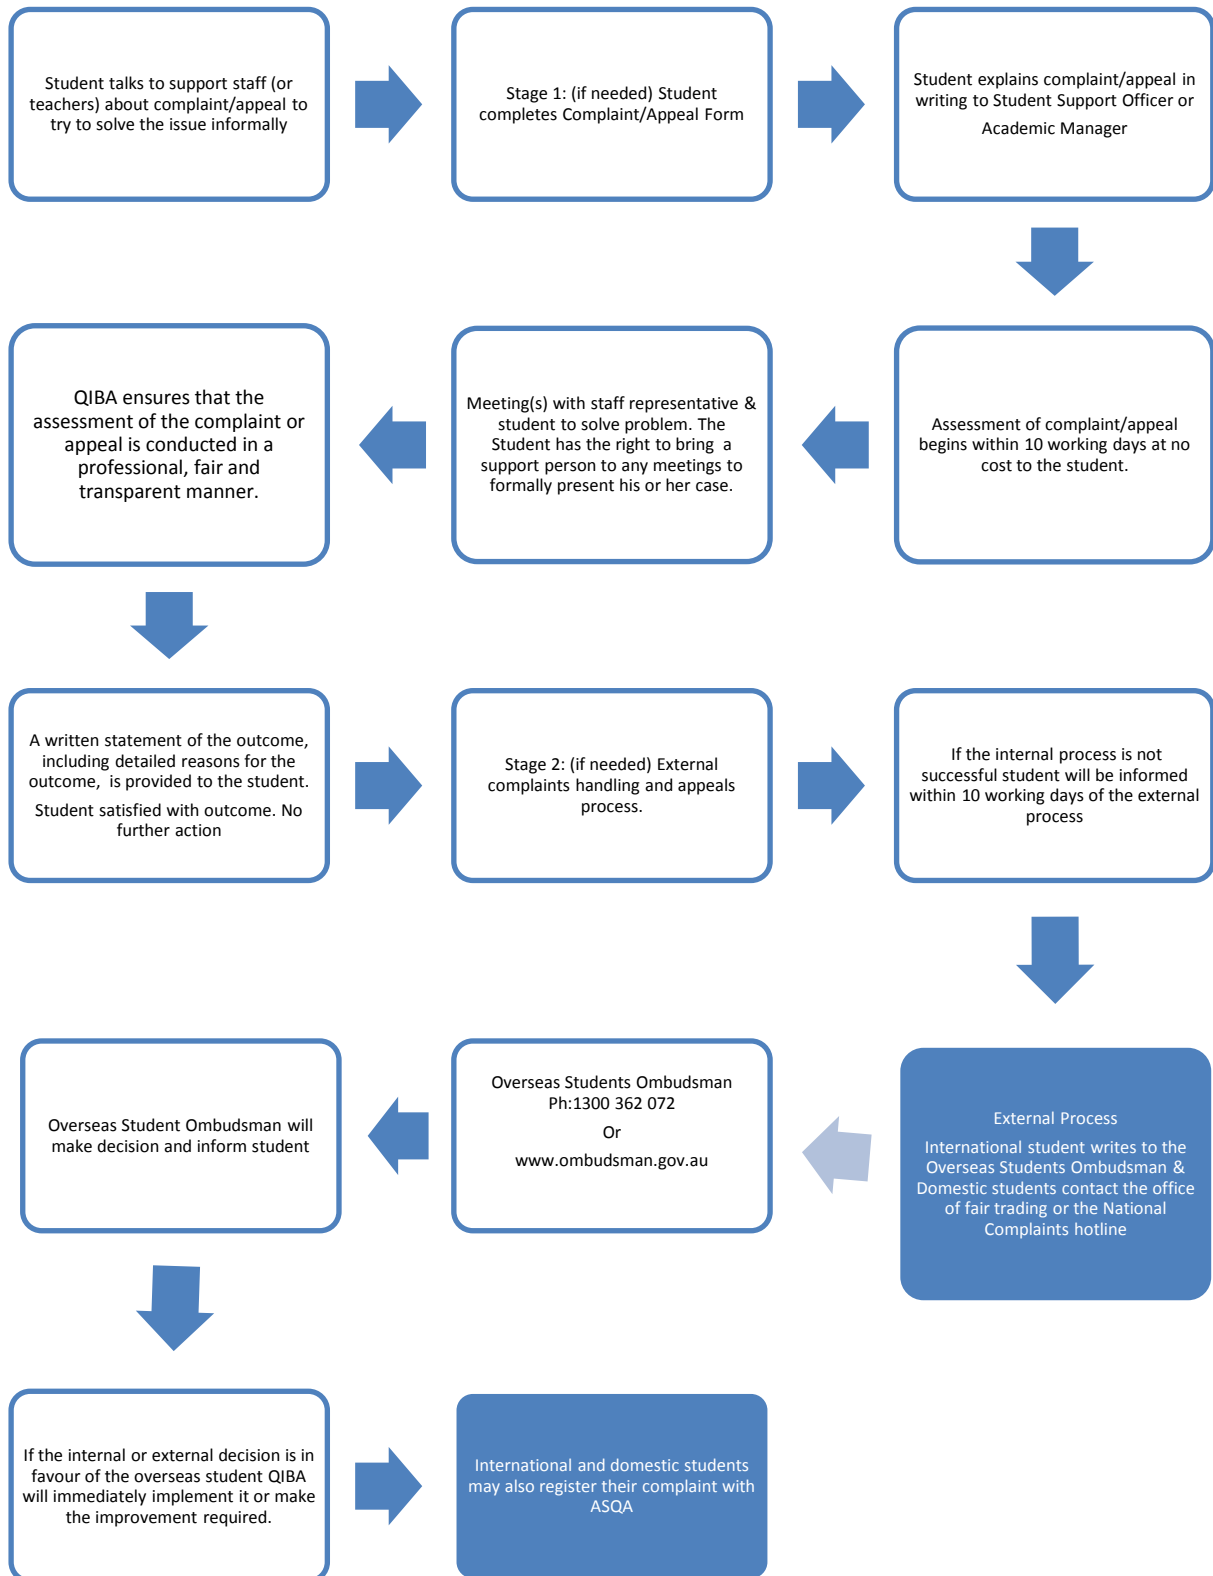 Student talks to support staff (or
teachers) about complaint/appeal to
try to solve the issue informally
Stage 1: (if needed) Student
completes Complaint/Appeal Form
Student explains complaint/appeal in
writing to Student Support Officer or
Academic Manager
Assessment of complaint/appeal
begins within 10 working days at no
cost to the student.
Meeting(s) with staff representative &
student to solve problem. The
Student has the right to bring a
support person to any meetings to
formally present his or her case.
QIBA ensures that the
assessment of the complaint or
appeal is conducted in a
professional, fair and
transparent manner.
A written statement of the outcome,
including detailed reasons for the
outcome, is provided to the student.
Student satisfied with outcome. No
further action
Stage 2: (if needed) External
complaints handling and appeals
process.
If the internal process is not
successful student will be informed
within 10 working days of the external
process
External Process
International student writes to the
Overseas Students Ombudsman &
Domestic students contact the office
of fair trading or the National
Complaints hotline
Overseas Students Ombudsman
Ph:1300 362 072
Or
www.ombudsman.gov.au
Overseas Student Ombudsman will
make decision and inform student
If the internal or external decision is in
favour of the overseas student QIBA
will immediately implement it or make
the improvement required.
International and domestic students
may also register their complaint with
ASQA